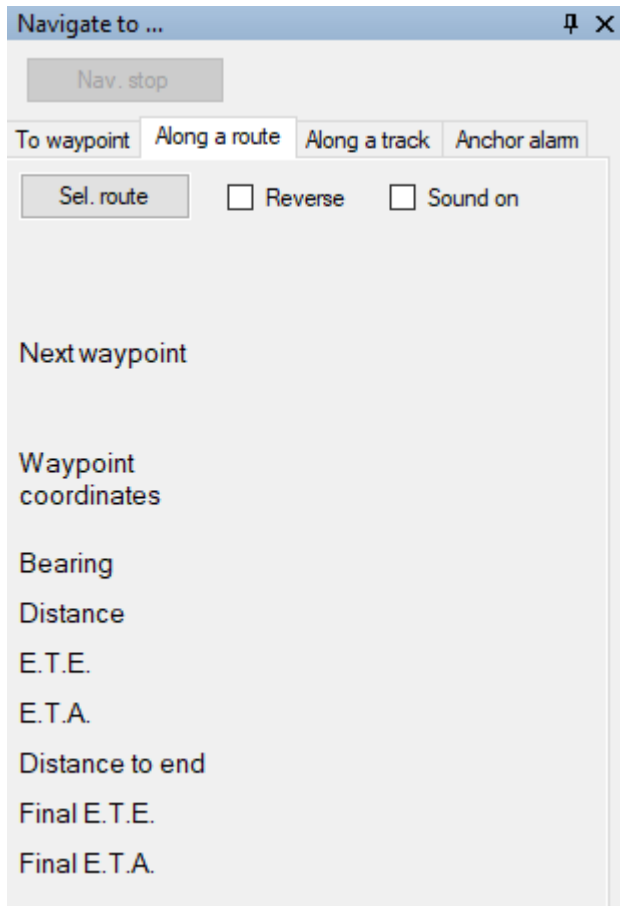 Navigate to ...
Nav. stop
To waypoint Along a route Along a track Anchor alarm
Sel. route Reverse Sound on
Next waypoint
Waypoint
coordinates
Bearing
Distance
E.T.E.
E.T.A.
Distance to end
Final E.T.E.
Final E.T.A.